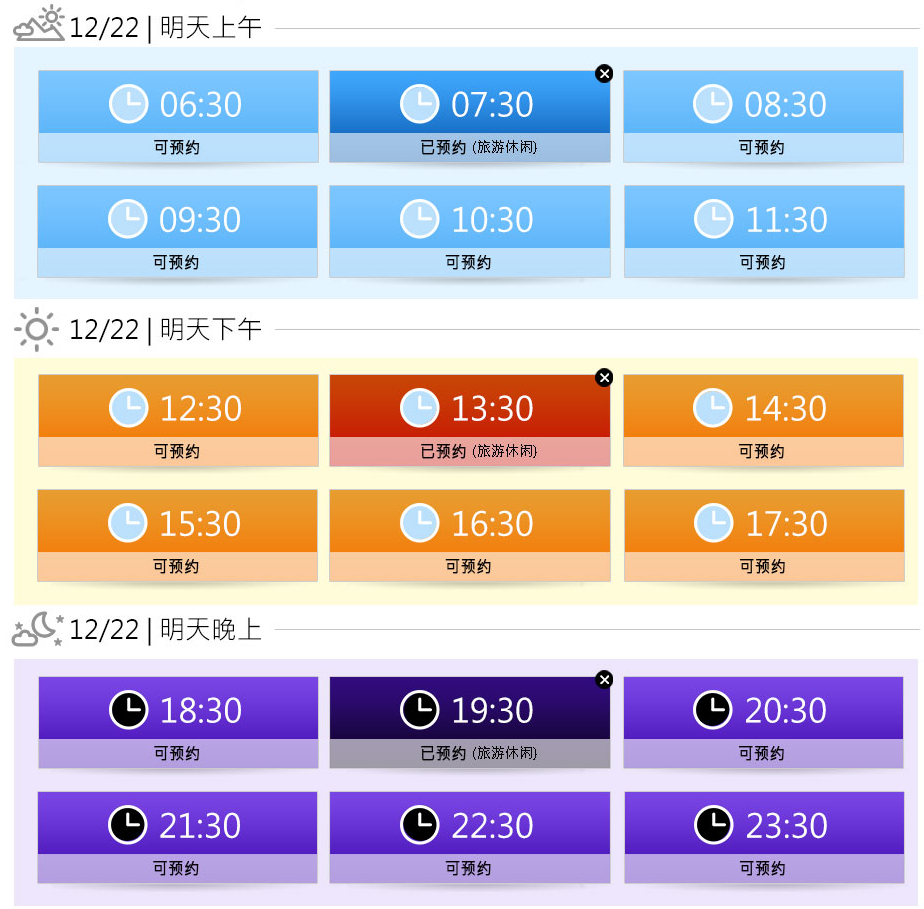 12/22 | 明天上午
06:30 07:30 08:30
可预约 已预约 (旅游休闲) 可预约
09:30 10:30 11:30
可预约 可预约 可预约
12/22 | 明天下午
12:30 13:30 14:30
可预约 已预约 (旅游休闲) 可预约
15:30 16:30 17:30
可预约 可预约 可预约
12/22 | 明天晚上
18:30 19:30 20:30
可预约 已预约 (旅游休闲) 可预约
21:30 22:30 23:30
可预约 可预约 可预约